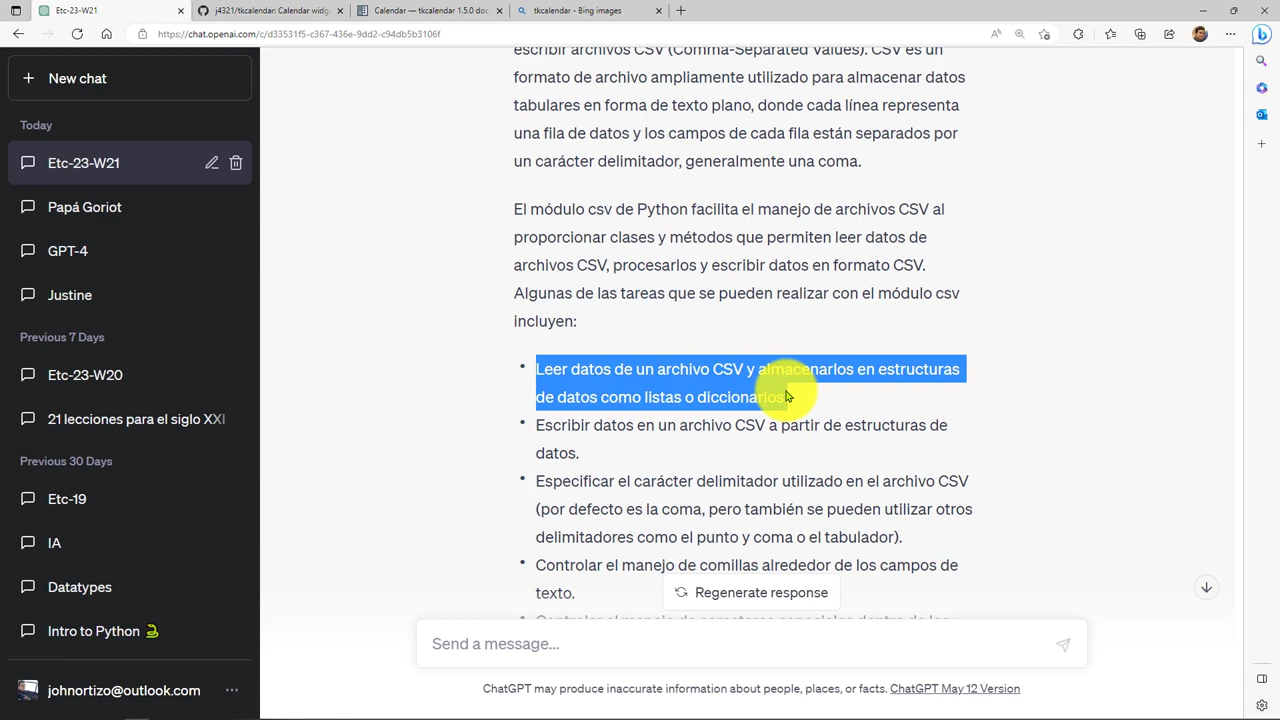 Etc-23-W21
j4321/tkcalendar: Calendar widge
Calendar — tkcalendar 1.5.0 doc
tkcalendar - Bing images
https://chat.openai.com/c/d33531f5-c367-436e-9dd2-c94db5b3106f
New chat
Today
Etc-23-W21
Papá Goriot
GPT-4
Justine
Previous 7 Days
Etc-23-W20
21 lecciones para el siglo XXI
Previous 30 Days
Etc-19
IA
Datatypes
Intro to Python
johnortizo@outlook.com
escribir archivos CSV (Comma-Separated Values). CSV es un
formato de archivo ampliamente utilizado para almacenar datos
tabulares en forma de texto plano, donde cada línea representa
una fila de datos y los campos de cada fila están separados por
un carácter delimitador, generalmente una coma.
El módulo csv de Python facilita el manejo de archivos CSV al
proporcionar clases y métodos que permiten leer datos de
archivos CSV, procesarlos y escribir datos en formato CSV.
Algunas de las tareas que se pueden realizar con el módulo csv
incluyen:
• Leer datos de un archivo CSV y almacenarlos en estructuras
de datos como listas o diccionarios.
• Escribir datos en un archivo CSV a partir de estructuras de
datos.
• Especificar el carácter delimitador utilizado en el archivo CSV
(por defecto es la coma, pero también se pueden utilizar otros
delimitadores como el punto y coma o el tabulador).
• Controlar el manejo de comillas alrededor de los campos de
texto.
Regenerate response
• Controlar el manejo de caracteres especiales dentro de los
Send a message...
ChatGPT may produce inaccurate information about people, places, or facts. ChatGPT May 12 Version